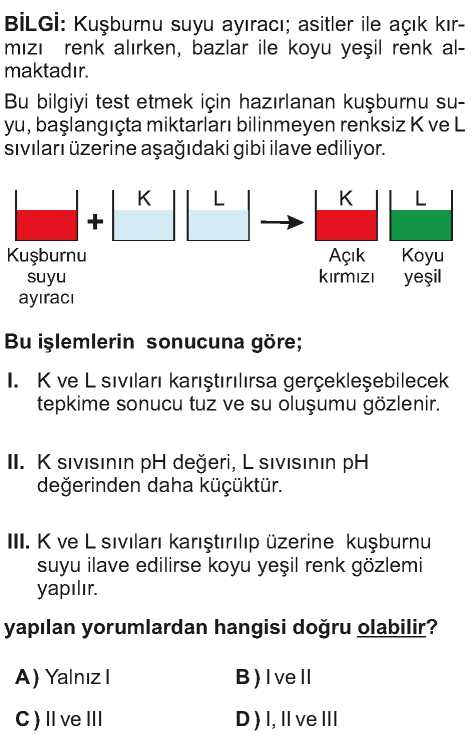 BİLGİ: Kuşburnu suyu ayıracı; asitler ile açık kır-
mızı renk alırken, bazlar ile koyu yeşil renk al-
maktadır.
Bu bilgiyi test etmek için hazırlanan kuşburnu su-
yu, başlangıçta miktarları bilinmeyen renksiz K ve L
sıvıları üzerine aşağıdaki gibi ilave ediliyor.
K L K L
+
Kuşburnu
suyu
ayıracı
Açık
kırmızı
Koyu
yeşil
Bu işlemlerin sonucuna göre;
I. K ve L sıvıları karıştırılırsa gerçekleşebilecek
tepkime sonucu tuz ve su oluşumu gözlenir.
II. K sıvısının pH değeri, L sıvısının pH
değerinden daha küçüktür.
III. K ve L sıvıları karıştırılıp üzerine kuşburnu
suyu ilave edilirse koyu yeşil renk gözlemi
yapılır.
yapılan yorumlardan hangisi doğru olabilir?
A) Yalnız I B) I ve II
C) II ve III D) I, II ve III